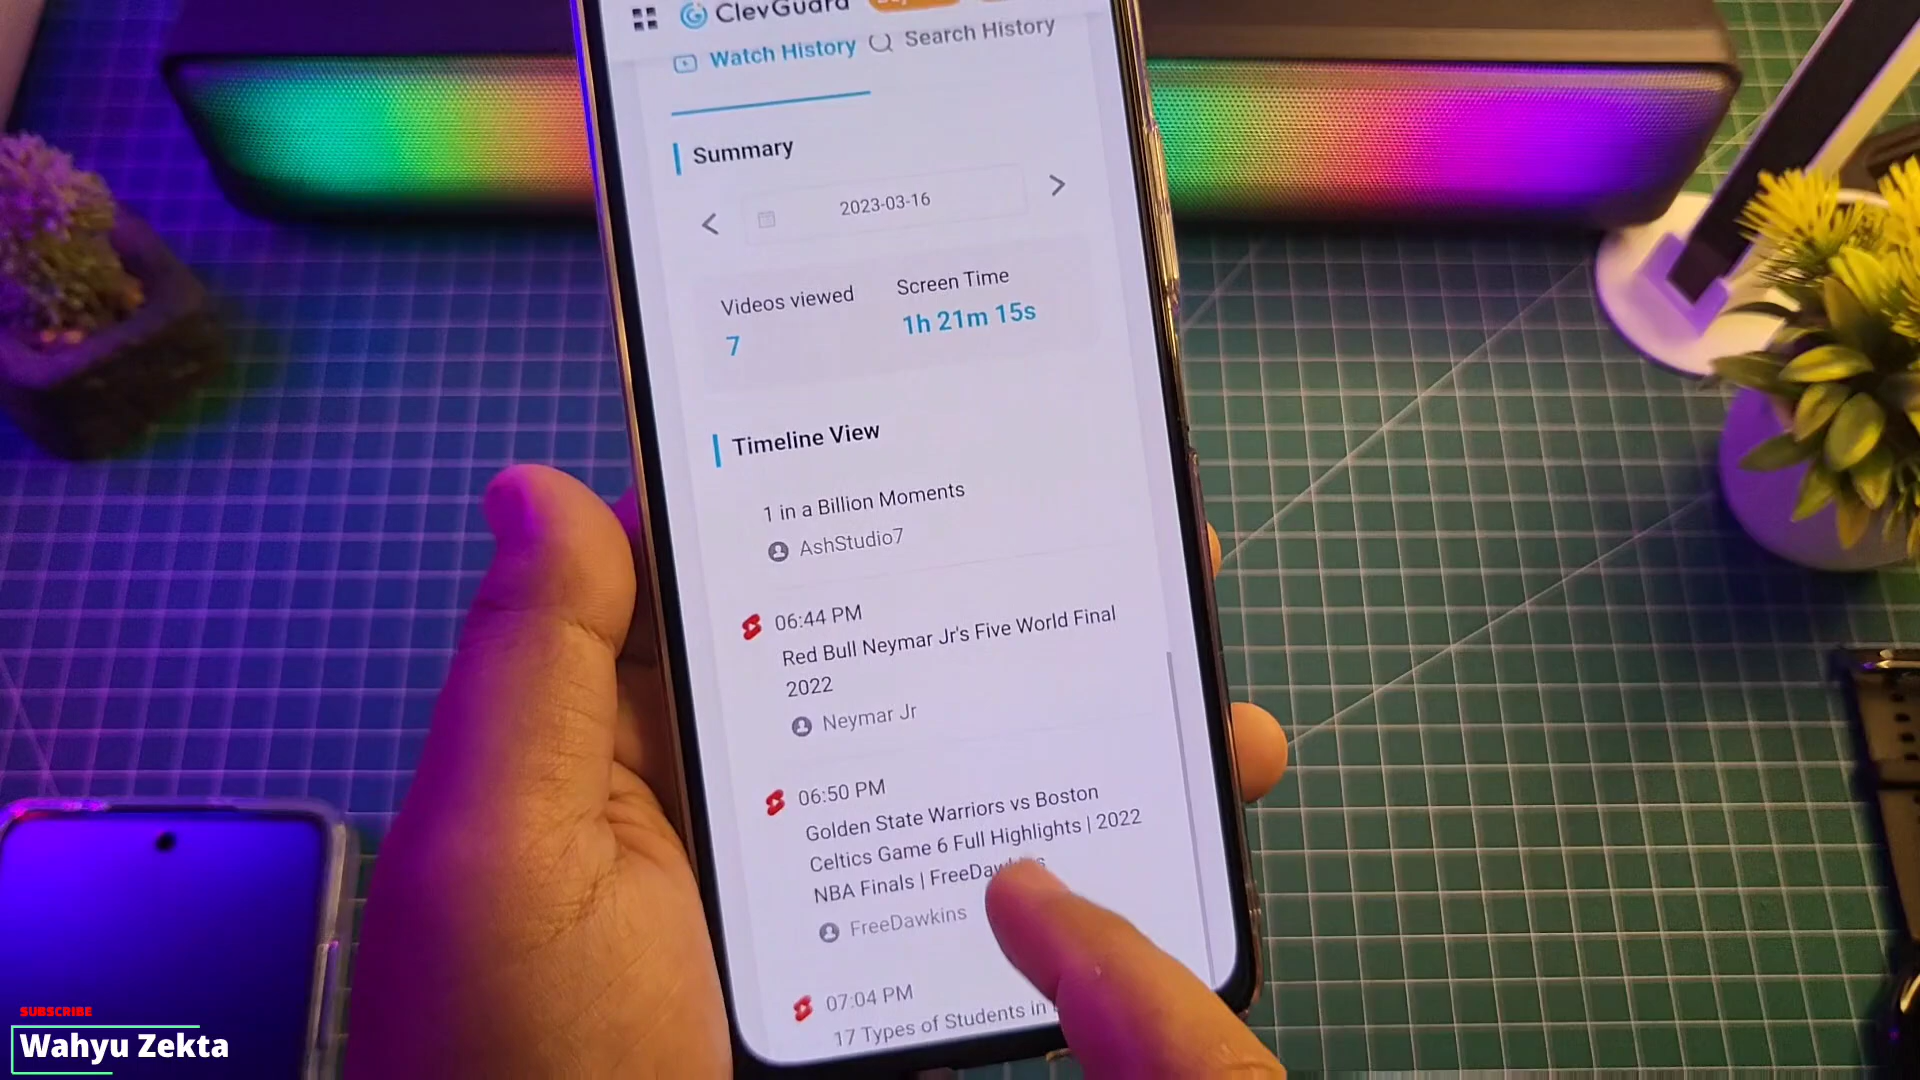 ClevGuard
Watch History
Search History
Summary
2023-03-16
Videos viewed
Screen Time
7
1h 21m 15s
Timeline View
1 in a Billion Moments
AshStudio7
06:44 PM
Red Bull Neymar Jr's Five World Final
2022
Neymar Jr
06:50 PM
Golden State Warriors vs Boston
Celtics Game 6 Full Highlights | 2022
NBA Finals | FreeDawkins
FreeDawkins
07:04 PM
17 Types of Students in
SUBSCRIBE
Wahyu Zekta